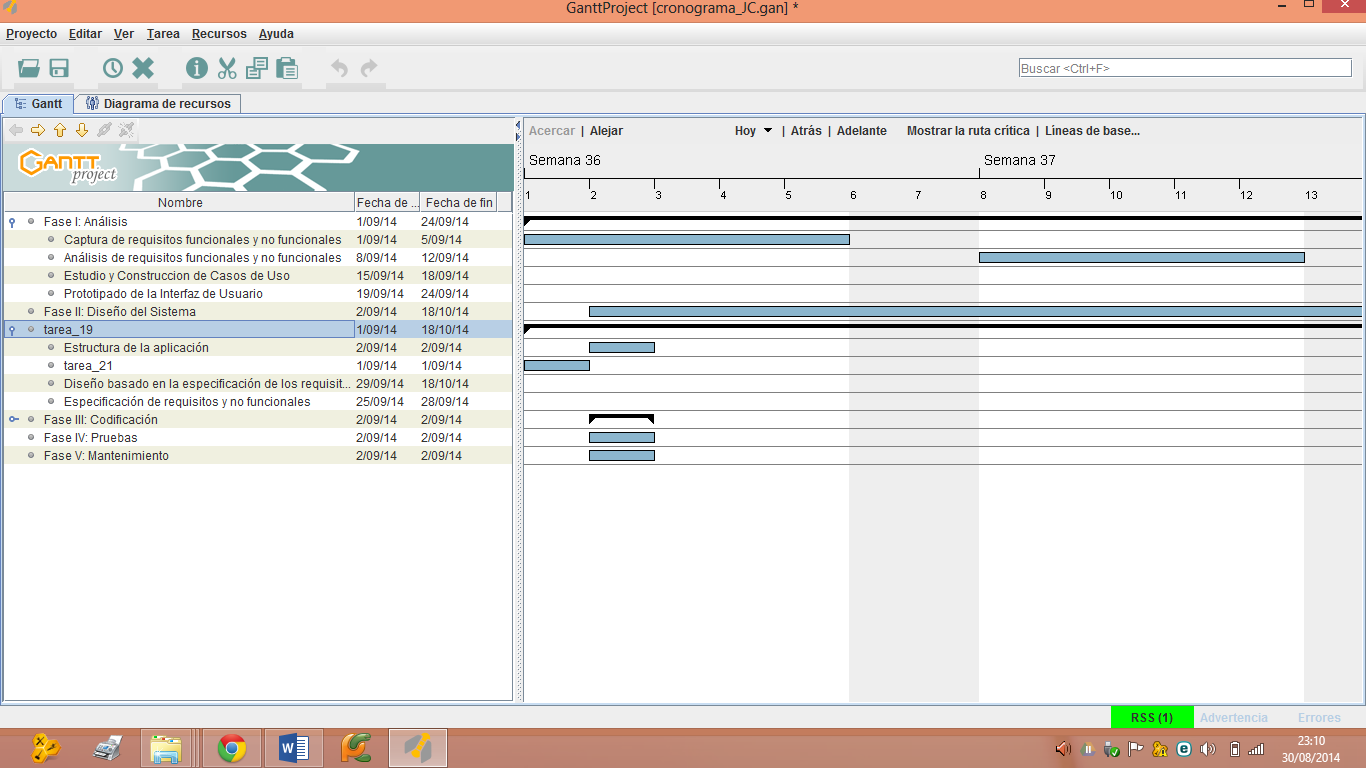 GanttProject [cronograma_JC.gan] *
Proyecto Editar Ver Tarea Recursos Ayuda
Buscar <Ctrl+F>
Gantt Diagrama de recursos
Acercar | Alejar Hoy | Atrás | Adelante Mostrar la ruta crítica | Líneas de base...
GANTT project
Semana 36 Semana 37
1 2 3 4 5 6 7 8 9 10 11 12 13
Nombre Fecha de ... Fecha de fin
Fase I: Análisis 1/09/14 24/09/14
Captura de requisitos funcionales y no funcionales 1/09/14 5/09/14
Análisis de requisitos funcionales y no funcionales 8/09/14 12/09/14
Estudio y Construccion de Casos de Uso 15/09/14 18/09/14
Prototipado de la Interfaz de Usuario 19/09/14 24/09/14
Fase II: Diseño del Sistema 2/09/14 18/10/14
tarea_19 1/09/14 18/10/14
Estructura de la aplicación 2/09/14 2/09/14
tarea_21 1/09/14 1/09/14
Diseño basado en la especificación de los requisit... 29/09/14 18/10/14
Especificación de requisitos y no funcionales 25/09/14 28/09/14
Fase III: Codificación 2/09/14 2/09/14
Fase IV: Pruebas 2/09/14 2/09/14
Fase V: Mantenimiento 2/09/14 2/09/14
RSS (1) Advertencia Errores
23:10
30/08/2014